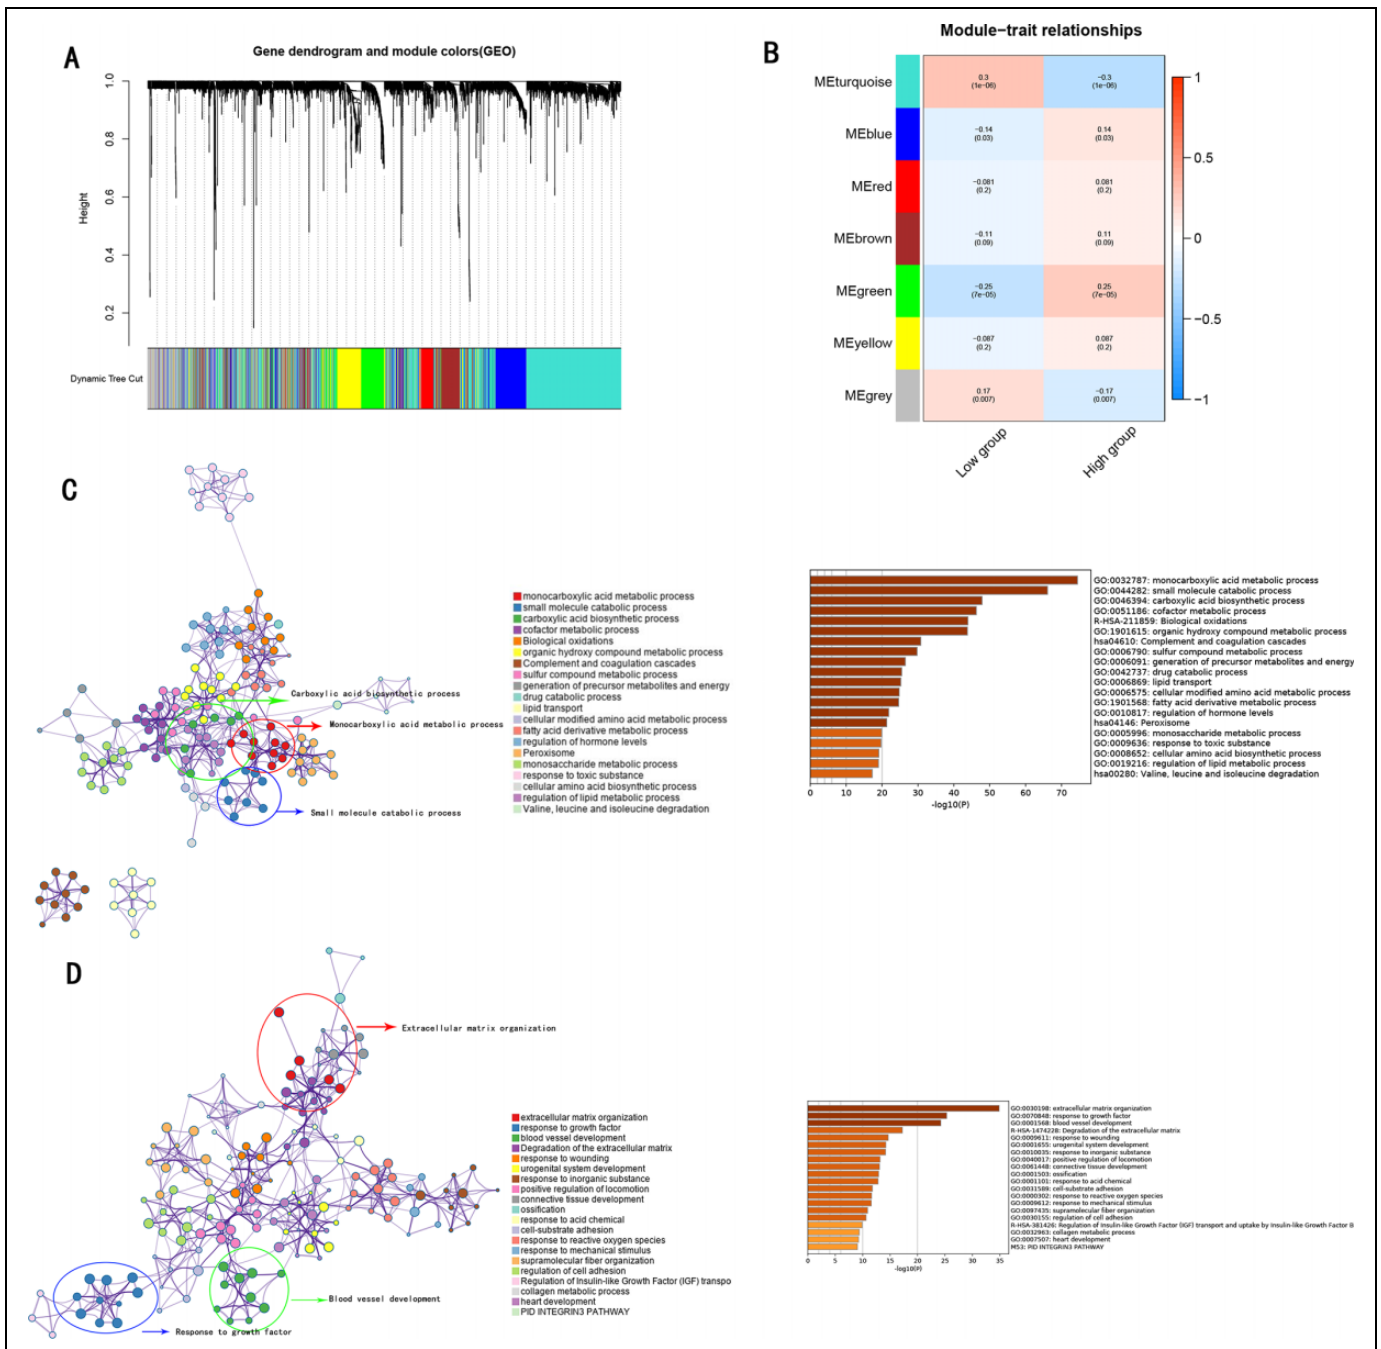 A
Gene dendrogram and module colors(GEO)
Height
1.0
0.8
0.6
0.4
0.2
Dynamic Tree Cut
B
Module-trait relationships
MEturquoise
0.3
(1e-06)
-0.3
(1e-06)
MEblue
-0.14
(0.03)
0.14
(0.03)
MEred
-0.081
(0.2)
0.081
(0.2)
MEbrown
-0.11
(0.09)
0.11
(0.09)
MEgreen
-0.25
(7e-05)
0.25
(7e-05)
MEyellow
-0.087
(0.2)
0.087
(0.2)
MEgrey
0.17
(0.007)
-0.17
(0.007)
Low group
High group
1
0.5
0
-0.5
-1
C
Carboxylic acid biosynthetic process
Monocarboxylic acid metabolic process
Small molecule catabolic process
monocarboxylic acid metabolic process
small molecule catabolic process
carboxylic acid biosynthetic process
cofactor metabolic process
Biological oxidations
organic hydroxy compound metabolic process
Complement and coagulation cascades
sulfur compound metabolic process
generation of precursor metabolites and energy
drug catabolic process
lipid transport
cellular modified amino acid metabolic process
fatty acid derivative metabolic process
regulation of hormone levels
Peroxisome
monosaccharide metabolic process
response to toxic substance
cellular amino acid biosynthetic process
regulation of lipid metabolic process
Valine, leucine and isoleucine degradation
GO:0032787: monocarboxylic acid metabolic process
GO:0044282: small molecule catabolic process
GO:0046394: carboxylic acid biosynthetic process
GO:0051186: cofactor metabolic process
R-HSA-211859: Biological oxidations
GO:1901615: organic hydroxy compound metabolic process
hsa04610: Complement and coagulation cascades
GO:0006790: sulfur compound metabolic process
GO:0006091: generation of precursor metabolites and energy
GO:0042737: drug catabolic process
GO:0006869: lipid transport
GO:0006575: cellular modified amino acid metabolic process
GO:1901568: fatty acid derivative metabolic process
GO:0010817: regulation of hormone levels
hsa04146: Peroxisome
GO:0005996: monosaccharide metabolic process
GO:0009636: response to toxic substance
GO:0008652: cellular amino acid biosynthetic process
GO:0019216: regulation of lipid metabolic process
hsa00280: Valine, leucine and isoleucine degradation
0 10 20 30 40 50 60 70
-log10(P)
D
Extracellular matrix organization
Blood vessel development
Response to growth factor
extracellular matrix organization
response to growth factor
blood vessel development
Degradation of the extracellular matrix
response to wounding
urogenital system development
response to inorganic substance
positive regulation of locomotion
connective tissue development
ossification
response to acid chemical
cell-substrate adhesion
response to reactive oxygen species
response to mechanical stimulus
supramolecular fiber organization
regulation of cell adhesion
Regulation of Insulin-like Growth Factor (IGF) transpo
collagen metabolic process
heart development
PID INTEGRIN3 PATHWAY
GO:0030198: extracellular matrix organization
GO:0070848: response to growth factor
GO:0001568: blood vessel development
R-HSA-1474228: Degradation of the extracellular matrix
GO:0009611: response to wounding
GO:0001655: urogenital system development
GO:0010035: response to inorganic substance
GO:0040017: positive regulation of locomotion
GO:0061448: connective tissue development
GO:0001503: ossification
GO:0001101: response to acid chemical
GO:0031589: cell-substrate adhesion
GO:0000302: response to reactive oxygen species
GO:0009612: response to mechanical stimulus
GO:0097435: supramolecular fiber organization
GO:0030155: regulation of cell adhesion
R-HSA-381426: Regulation of Insulin-like Growth Factor (IGF) transport and uptake by Insulin-like Growth Factor B
GO:0032963: collagen metabolic process
GO:0007507: heart development
M53: PID INTEGRIN3 PATHWAY
0 5 10 15 20 25 30 35
-log10(P)